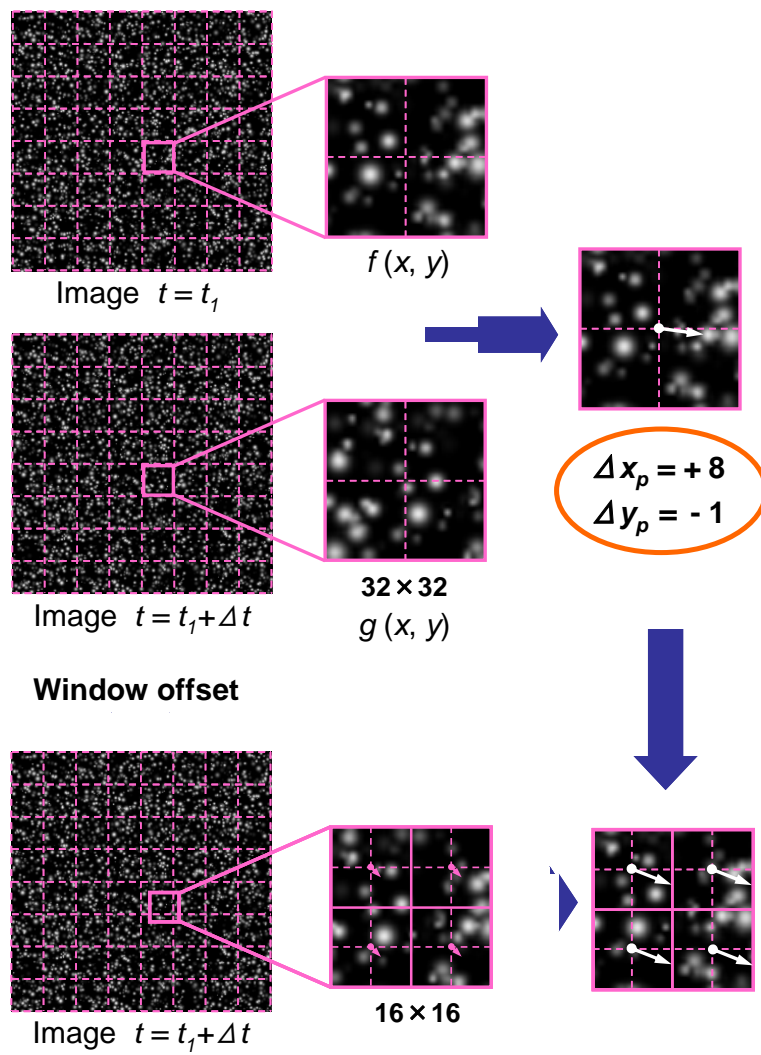 f (x, y)
Image t = t1
Δxp = + 8
Δyp = - 1
32 × 32
Image t = t1+Δt
g (x, y)
Window offset
16 × 16
Image t = t1+Δt